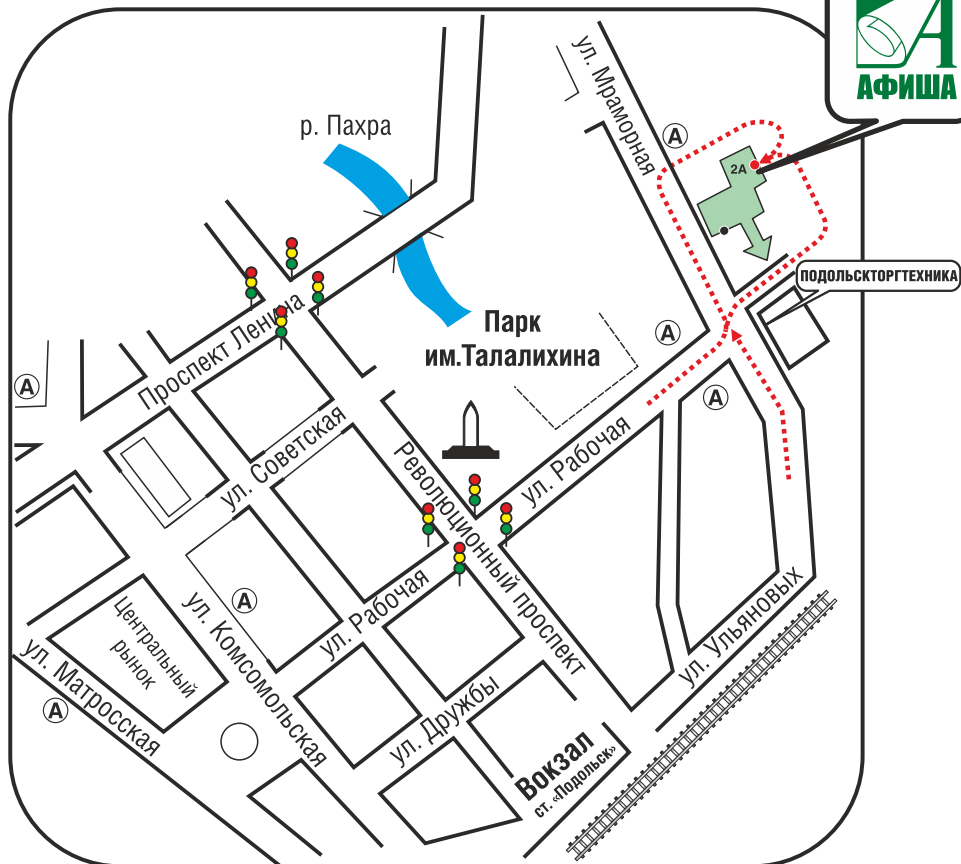 А
АФИША
ул. Мраморная
р. Пахра
А
2А
ПОДОЛЬСКТОРГТЕХНИКА
Проспект Ленина
Парк
им.Талалихина
А
А
А
ул. Советская
Революционный проспект
ул. Рабочая
ул. Рабочая
А
Центральный
рынок
ул. Комсомольская
ул. Ульяновых
ул. Матросская
А
ул. Дружбы
Вокзал
ст. «Подольск»